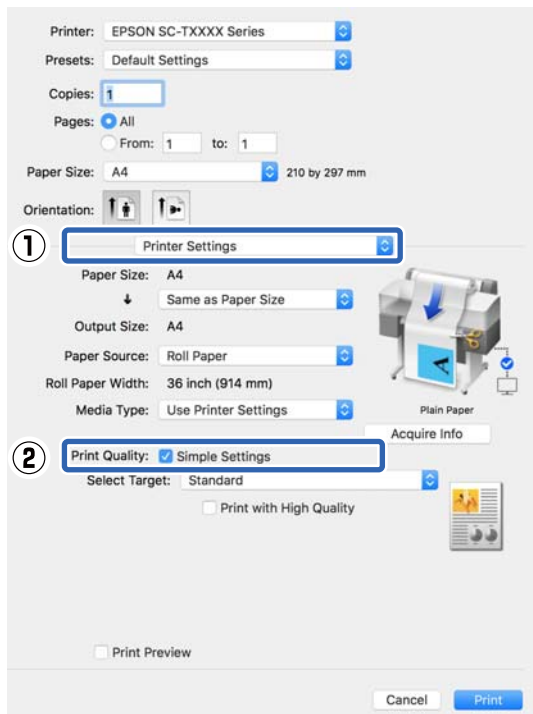 Printer: EPSON SC-TXXXX Series
Presets: Default Settings
Copies: 1
Pages: All
From: 1 to: 1
Paper Size: A4 210 by 297 mm
Orientation:
1 Printer Settings
Paper Size: A4
Same as Paper Size
Output Size: A4
Paper Source: Roll Paper
Roll Paper Width: 36 inch (914 mm)
Media Type: Use Printer Settings
Plain Paper
Acquire Info
2 Print Quality: Simple Settings
Select Target: Standard
Print with High Quality
Print Preview
Cancel Print